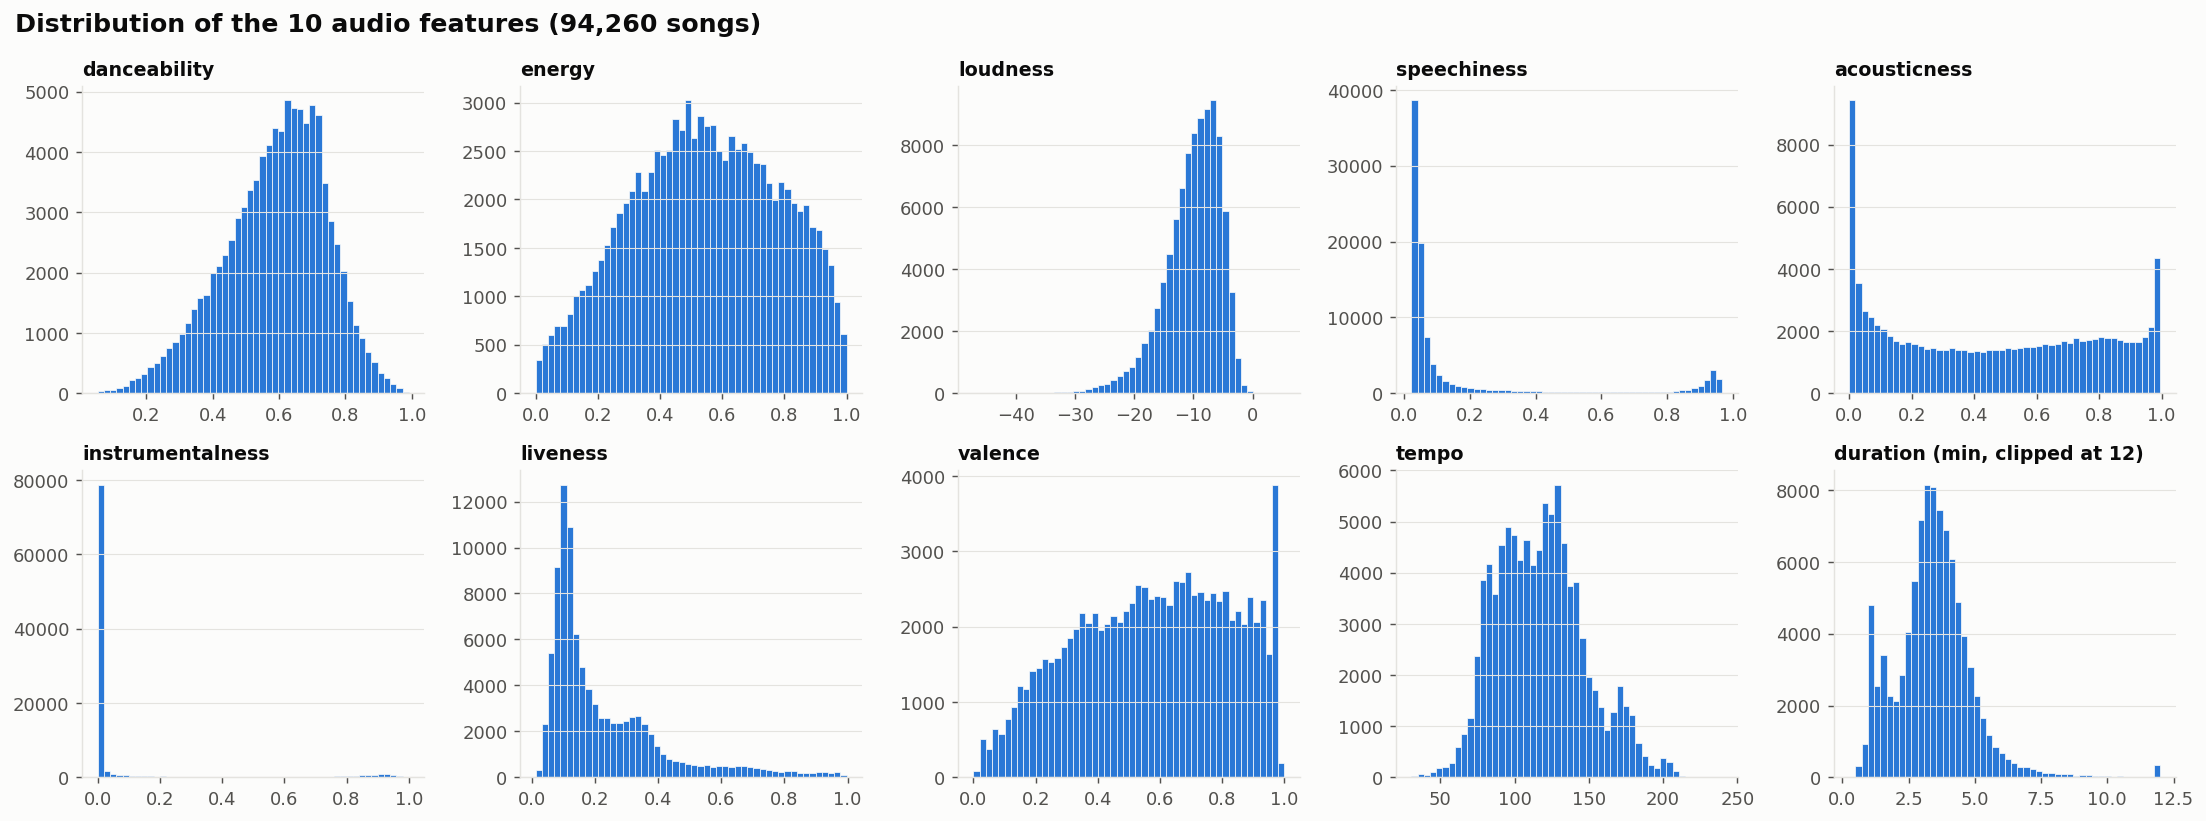 Distribution of the 10 audio features (94,260 songs)
danceability
5000
4000
3000
2000
1000
0
0.2 0.4 0.6 0.8 1.0
energy
3000
2500
2000
1500
1000
500
0
0.0 0.2 0.4 0.6 0.8 1.0
loudness
8000
6000
4000
2000
0
−40 −30 −20 −10 0
speechiness
40000
30000
20000
10000
0
0.0 0.2 0.4 0.6 0.8 1.0
acousticness
8000
6000
4000
2000
0
0.0 0.2 0.4 0.6 0.8 1.0
instrumentalness
80000
60000
40000
20000
0
0.0 0.2 0.4 0.6 0.8 1.0
liveness
12000
10000
8000
6000
4000
2000
0
0.0 0.2 0.4 0.6 0.8 1.0
valence
4000
3000
2000
1000
0
0.0 0.2 0.4 0.6 0.8 1.0
tempo
6000
5000
4000
3000
2000
1000
0
50 100 150 200 250
duration (min, clipped at 12)
8000
6000
4000
2000
0
0.0 2.5 5.0 7.5 10.0 12.5